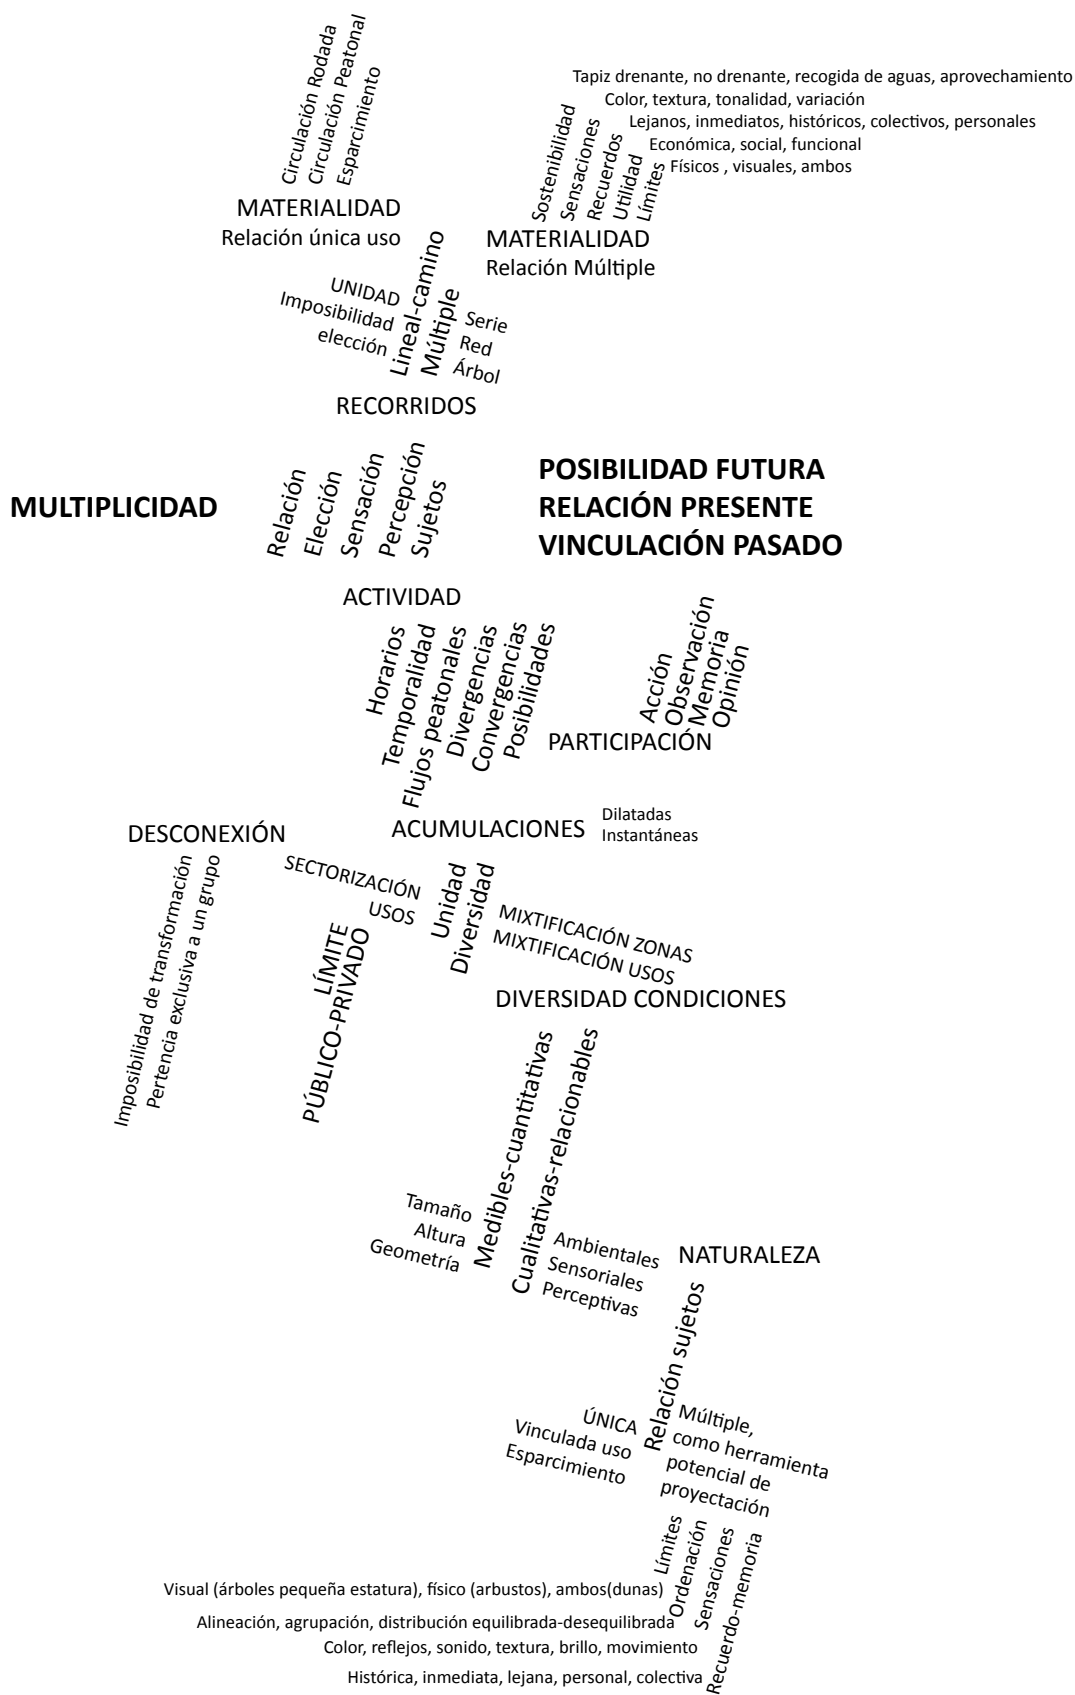 Circulación Rodada
Circulación Peatonal
Esparcimiento
MATERIALIDAD
Relación única uso
Tapiz drenante, no drenante, recogida de aguas, aprovechamiento
Color, textura, tonalidad, variación
Lejanos, inmediatos, históricos, colectivos, personales
Económica, social, funcional
Físicos , visuales, ambos
Sostenibilidad
Sensaciones
Recuerdos
Utilidad
Límites
MATERIALIDAD
Relación Múltiple
UNIDAD
Imposibilidad
elección
Lineal-camino
Múltiple
Serie
Red
Árbol
RECORRIDOS
MULTIPLICIDAD
Relación
Elección
Sensación
Percepción
Sujetos
POSIBILIDAD FUTURA
RELACIÓN PRESENTE
VINCULACIÓN PASADO
ACTIVIDAD
Horarios
Temporalidad
Flujos peatonales
Divergencias
Convergencias
Posibilidades
Acción
Observación
Memoria
Opinión
PARTICIPACIÓN
DESCONEXIÓN
Imposibilidad de transformación
Pertencia exclusiva a un grupo
ACUMULACIONES
Dilatadas
Instantáneas
SECTORIZACIÓN
USOS
LÍMITE
PÚBLICO-PRIVADO
Unidad
Diversidad
MIXTIFICACIÓN ZONAS
MIXTIFICACIÓN USOS
DIVERSIDAD CONDICIONES
Medibles-cuantitativas
Cualitativas-relacionables
Tamaño
Altura
Geometría
Ambientales
Sensoriales
Perceptivas
NATURALEZA
Relación sujetos
ÚNICA
Vinculada uso
Esparcimiento
Múltiple,
como herramienta
potencial de
proyectación
Límites
Ordenación
Sensaciones
Recuerdo-memoria
Visual (árboles pequeña estatura), físico (arbustos), ambos(dunas)
Alineación, agrupación, distribución equilibrada-desequilibrada
Color, reflejos, sonido, textura, brillo, movimiento
Histórica, inmediata, lejana, personal, colectiva